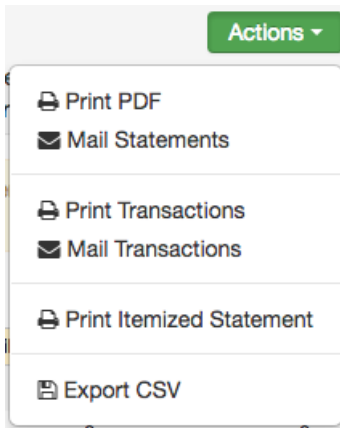 Actions
Print PDF
Mail Statements
Print Transactions
Mail Transactions
Print Itemized Statement
Export CSV